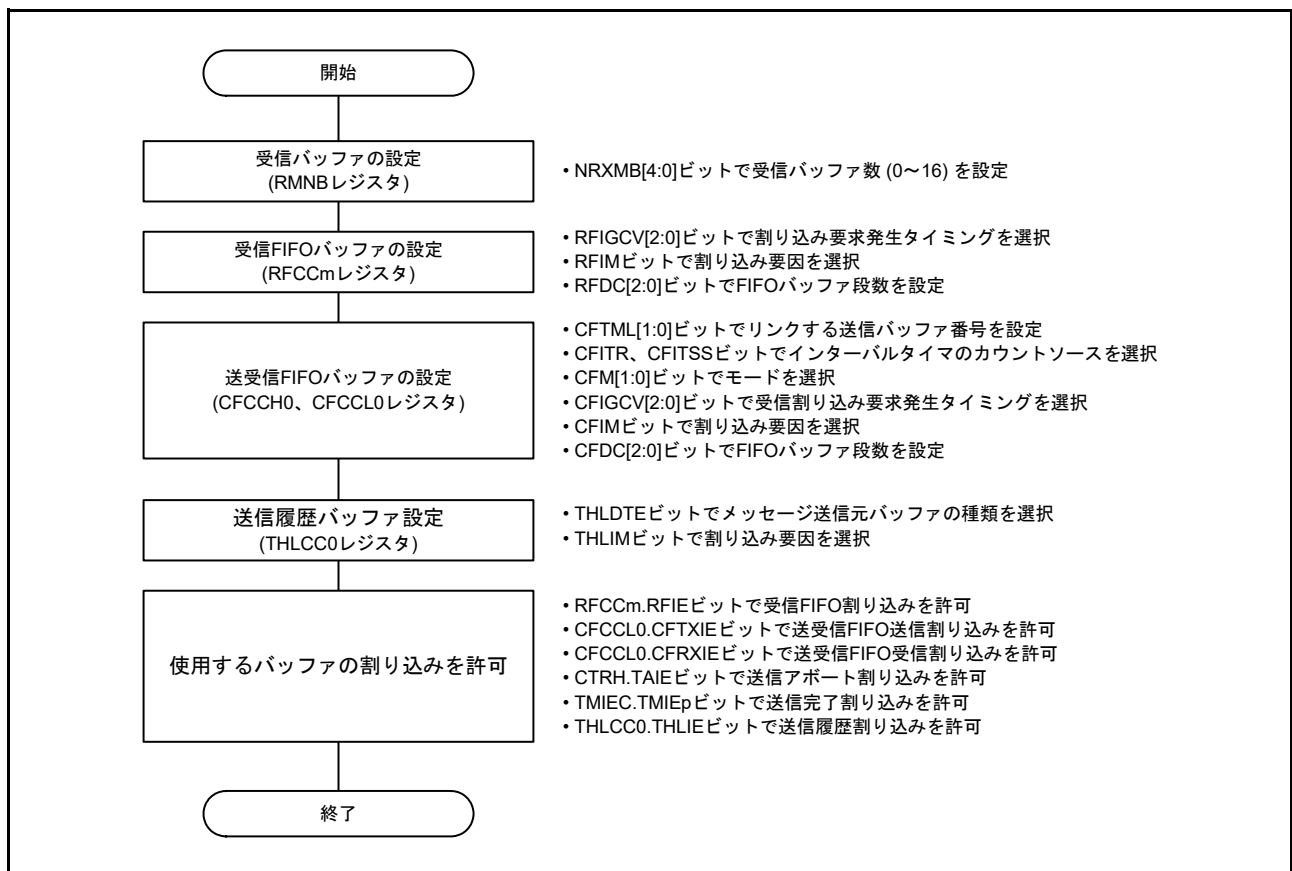 開始
受信バッファの設定
(RMNBレジスタ)
• NRXMB[4:0]ビットで受信バッファ数 (0～16) を設定
受信FIFOバッファの設定
(RFCCmレジスタ)
• RFIGCV[2:0]ビットで割り込み要求発生タイミングを選択
• RFIMビットで割り込み要因を選択
• RFDC[2:0]ビットでFIFOバッファ段数を設定
送受信FIFOバッファの設定
(CFCCH0、CFCCL0レジスタ)
• CFTML[1:0]ビットでリンクする送信バッファ番号を設定
• CFITR、CFITSSビットでインターバルタイマのカウントソースを選択
• CFM[1:0]ビットでモードを選択
• CFIGCV[2:0]ビットで受信割り込み要求発生タイミングを選択
• CFIMビットで割り込み要因を選択
• CFDC[2:0]ビットでFIFOバッファ段数を設定
送信履歴バッファ設定
(THLCC0レジスタ)
• THLDTEビットでメッセージ送信元バッファの種類を選択
• THLIMビットで割り込み要因を選択
使用するバッファの割り込みを許可
• RFCCm.RFIEビットで受信FIFO割り込みを許可
• CFCCL0.CFTXIEビットで送受信FIFO送信割り込みを許可
• CFCCL0.CFRXIEビットで送受信FIFO受信割り込みを許可
• CTRH.TAIEビットで送信アボート割り込みを許可
• TMIEC.TMIEpビットで送信完了割り込みを許可
• THLCC0.THLIEビットで送信履歴割り込みを許可
終了